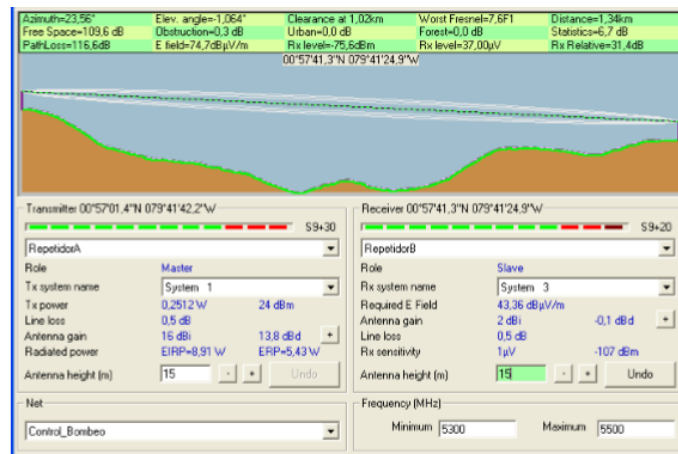 Azimuth=23,56° Elev. angle=-1,064° Clearance at 1,02km Worst Fresnel=7,6F1 Distance=1,34km
Free Space=109,6 dB Obstruction=0,3 dB Urban=0,0 dB Forest=0,0 dB Statistics=6,7 dB
PathLoss=116,6dB E field=74,7dBµV/m Rx level=-75,6dBm Rx level=37,00µV Rx Relative=31,4dB
00°57'41,3"N 079°41'24,9"W
Transmitter 00°57'01,4"N 079°41'42,2"W
S9+30
RepetidorA
Role Master
Tx system name System 1
Tx power 0,2512 W 24 dBm
Line loss 0,5 dB
Antenna gain 16 dBi 13,8 dBd +
Radiated power EIRP=8,91 W ERP=5,43 W
Antenna height (m) 15 - + Undo
Net
Control_Bombeo
Receiver 00°57'41,3"N 079°41'24,9"W
S9+20
RepetidorB
Role Slave
Rx system name System 3
Required E Field 43,36 dBµV/m
Antenna gain 2 dBi -0,1 dBd +
Line loss 0,5 dB
Rx sensitivity 1µV -107 dBm
Antenna height (m) 15 - + Undo
Frequency (MHz)
Minimum 5300 Maximum 5500